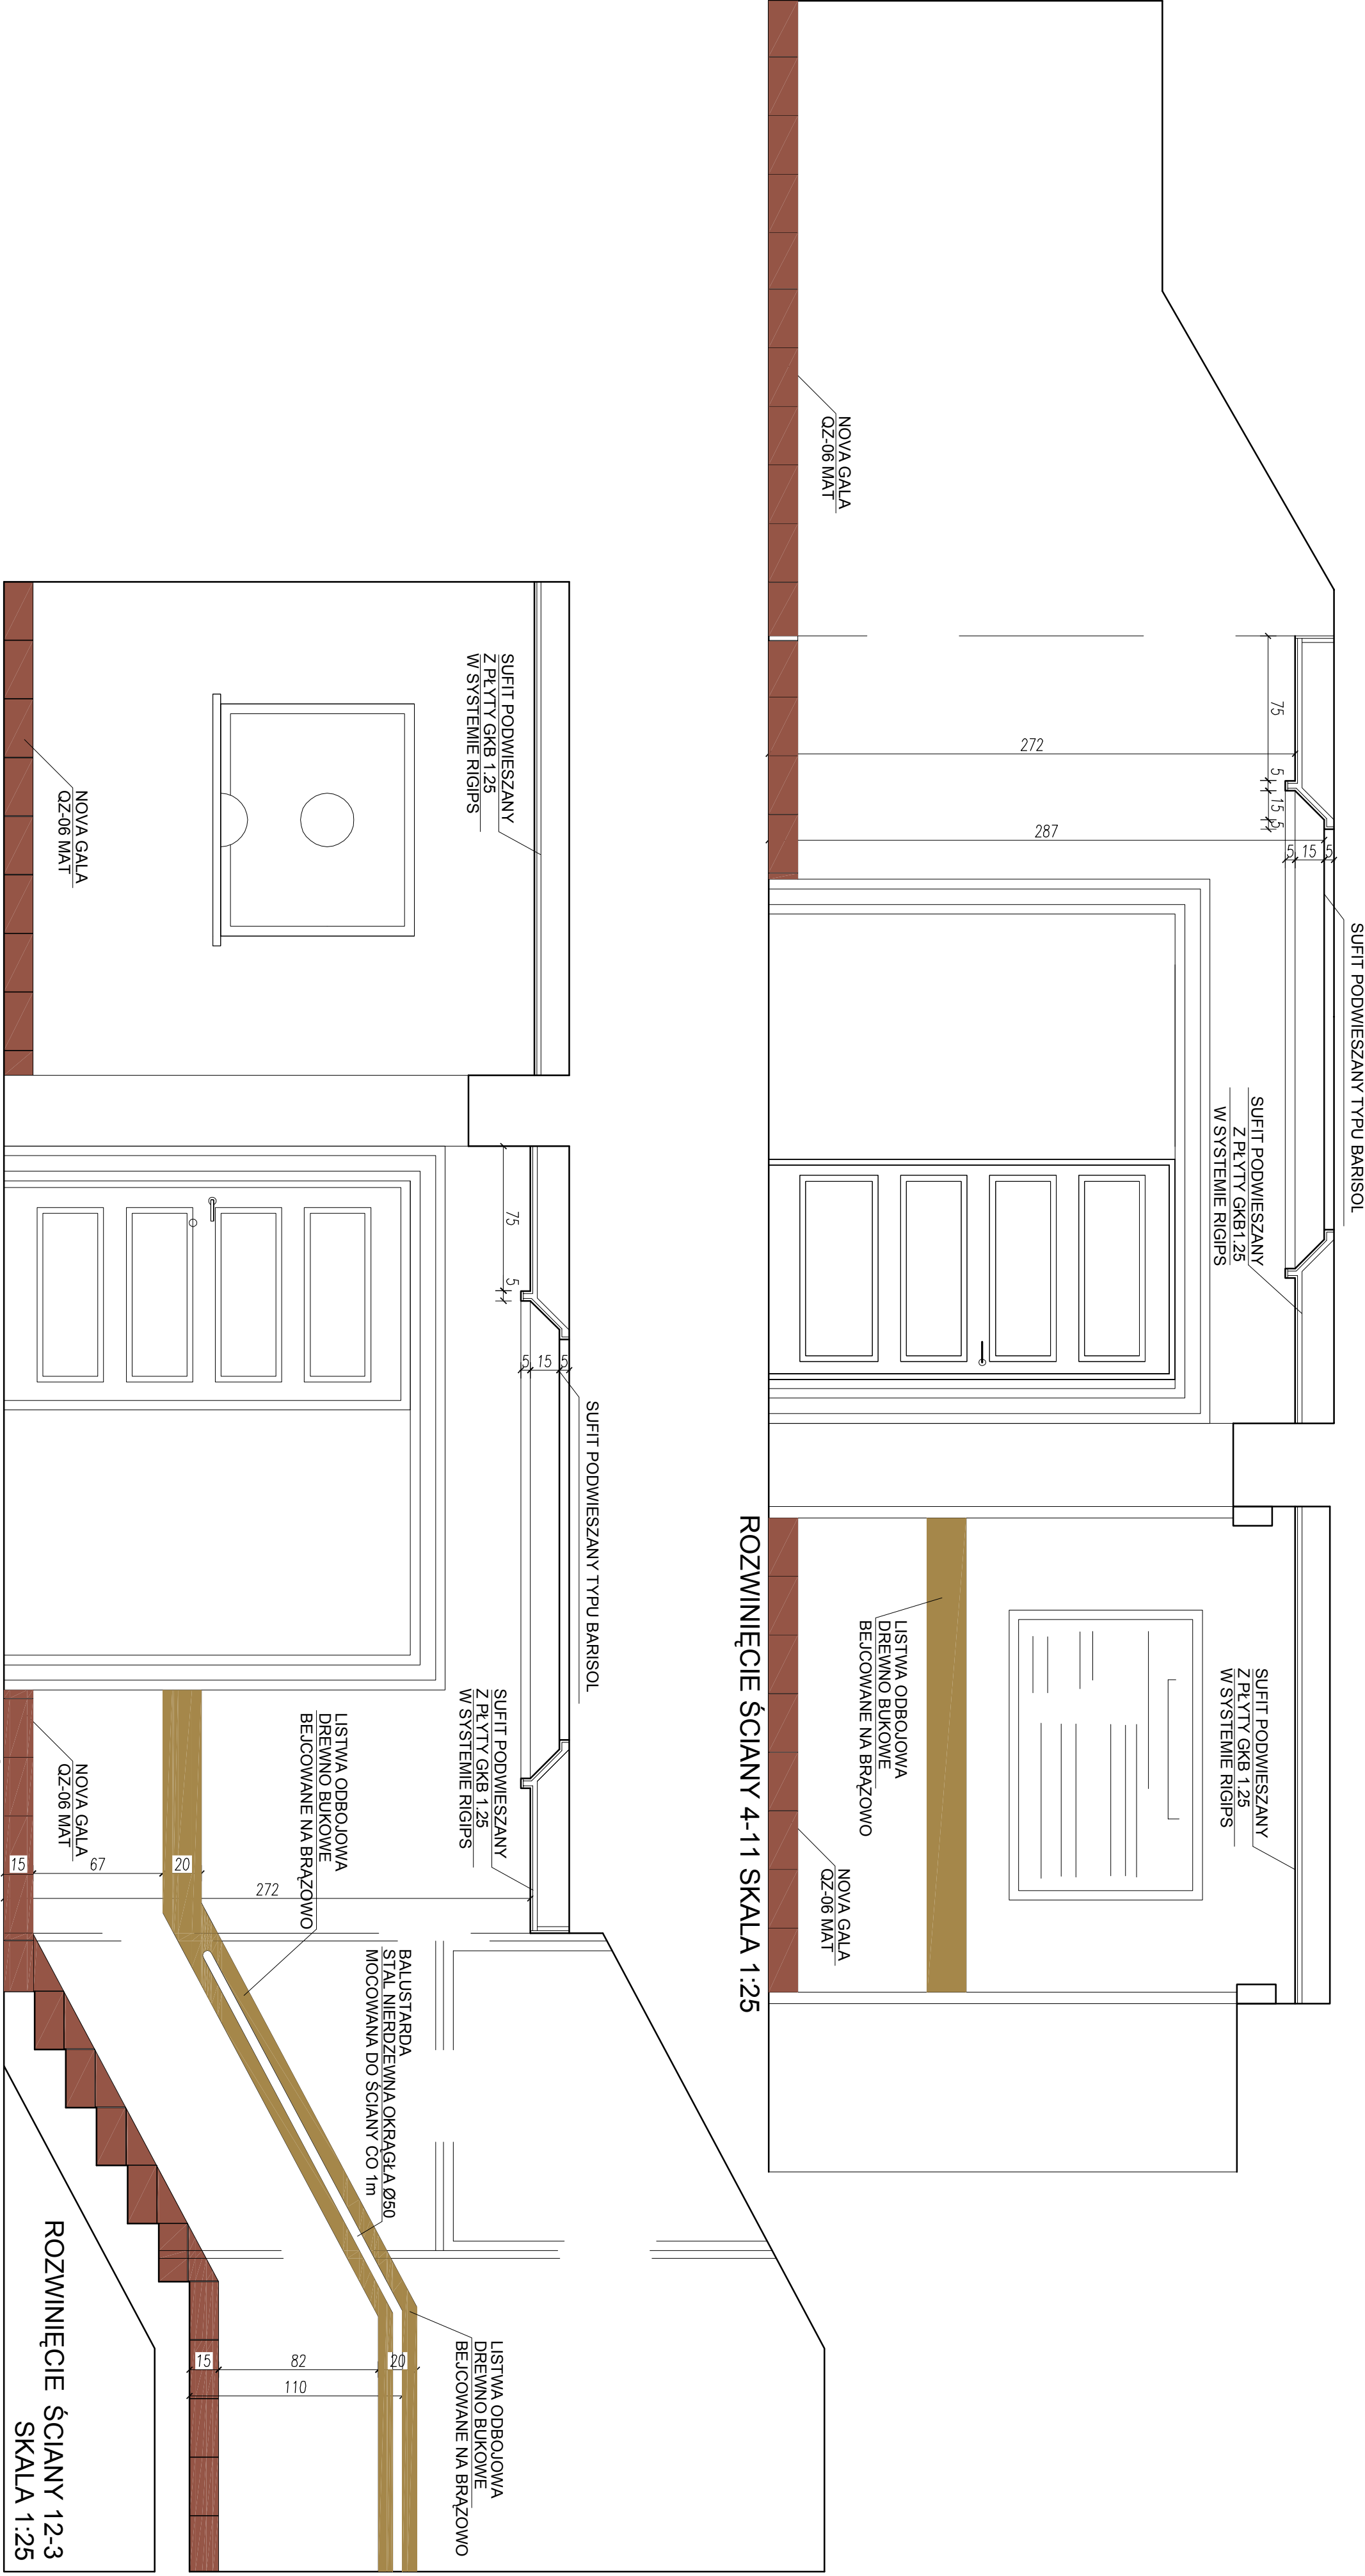 SUFIT PODWIESZANY TYPU BARISOL
SUFIT PODWIESZANY
Z PŁYTY GKB1.25
W SYSTEMIE RIGIPS
SUFIT PODWIESZANY
Z PŁYTY GKB 1.25
W SYSTEMIE RIGIPS
75
5
15
5
5
15
5
272
287
NOVA GALA
QZ-06 MAT
LISTWA ODBOJOWA
DREWNO BUKOWE
BEJCOWANE NA BRĄZOWO
NOVA GALA
QZ-06 MAT
ROZWINIĘCIE ŚCIANY 4-11 SKALA 1:25
SUFIT PODWIESZANY TYPU BARISOL
SUFIT PODWIESZANY
Z PŁYTY GKB 1.25
W SYSTEMIE RIGIPS
75
5
5
15
5
SUFIT PODWIESZANY
Z PŁYTY GKB 1.25
W SYSTEMIE RIGIPS
LISTWA ODBOJOWA
DREWNO BUKOWE
BEJCOWANE NA BRĄZOWO
BALUSTARDA
STAL NIERDZEWNA OKRĄGŁA Ø50
MOCOWANA DO ŚCIANY CO 1m
LISTWA ODBOJOWA
DREWNO BUKOWE
BEJCOWANE NA BRĄZOWO
NOVA GALA
QZ-06 MAT
NOVA GALA
QZ-06 MAT
15
67
20
272
15
82
20
110
ROZWINIĘCIE ŚCIANY 12-3
SKALA 1:25